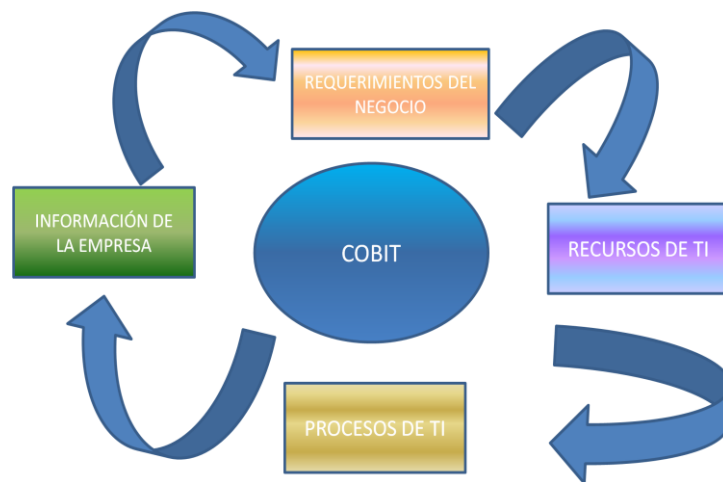 REQUERIMIENTOS DEL
NEGOCIO
INFORMACIÓN DE
LA EMPRESA
COBIT
RECURSOS DE TI
PROCESOS DE TI